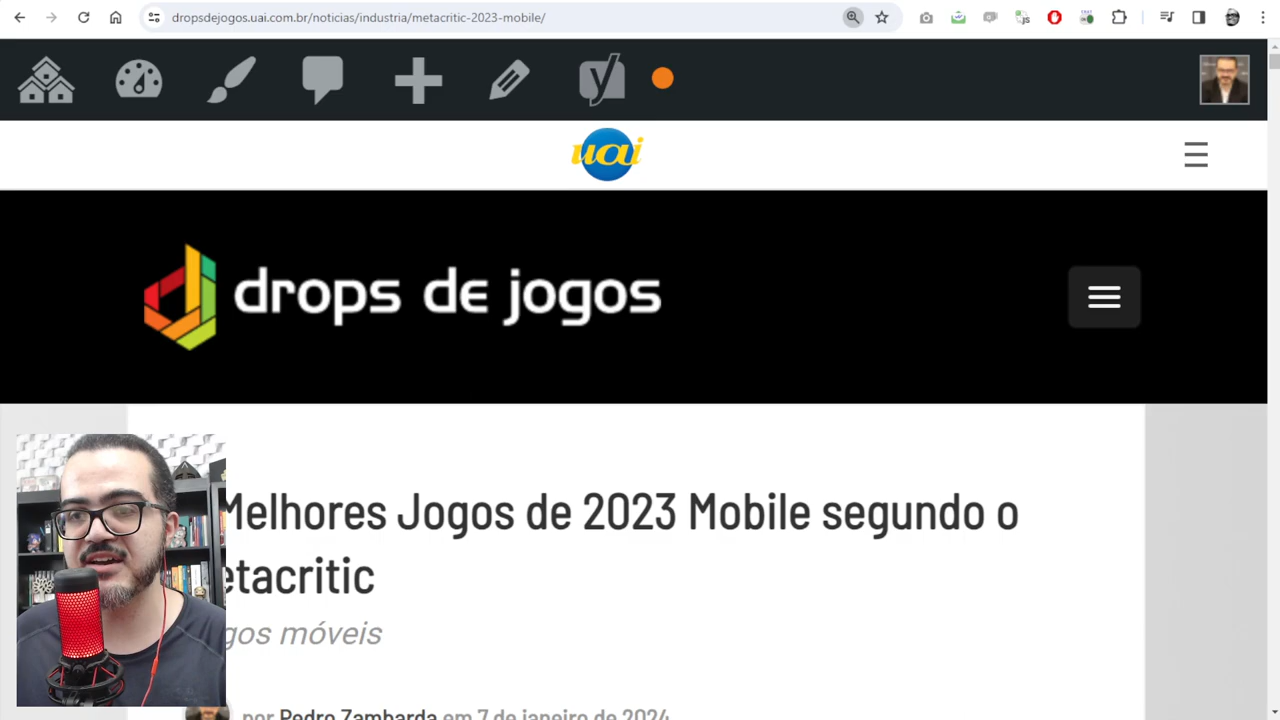 dropsdejogos.uai.com.br/noticias/industria/metacritic-2023-mobile/
uai
drops de jogos
Melhores Jogos de 2023 Mobile segundo o
etacritic
gos móveis
por Pedro Zambarda em 7 de janeiro de 2024